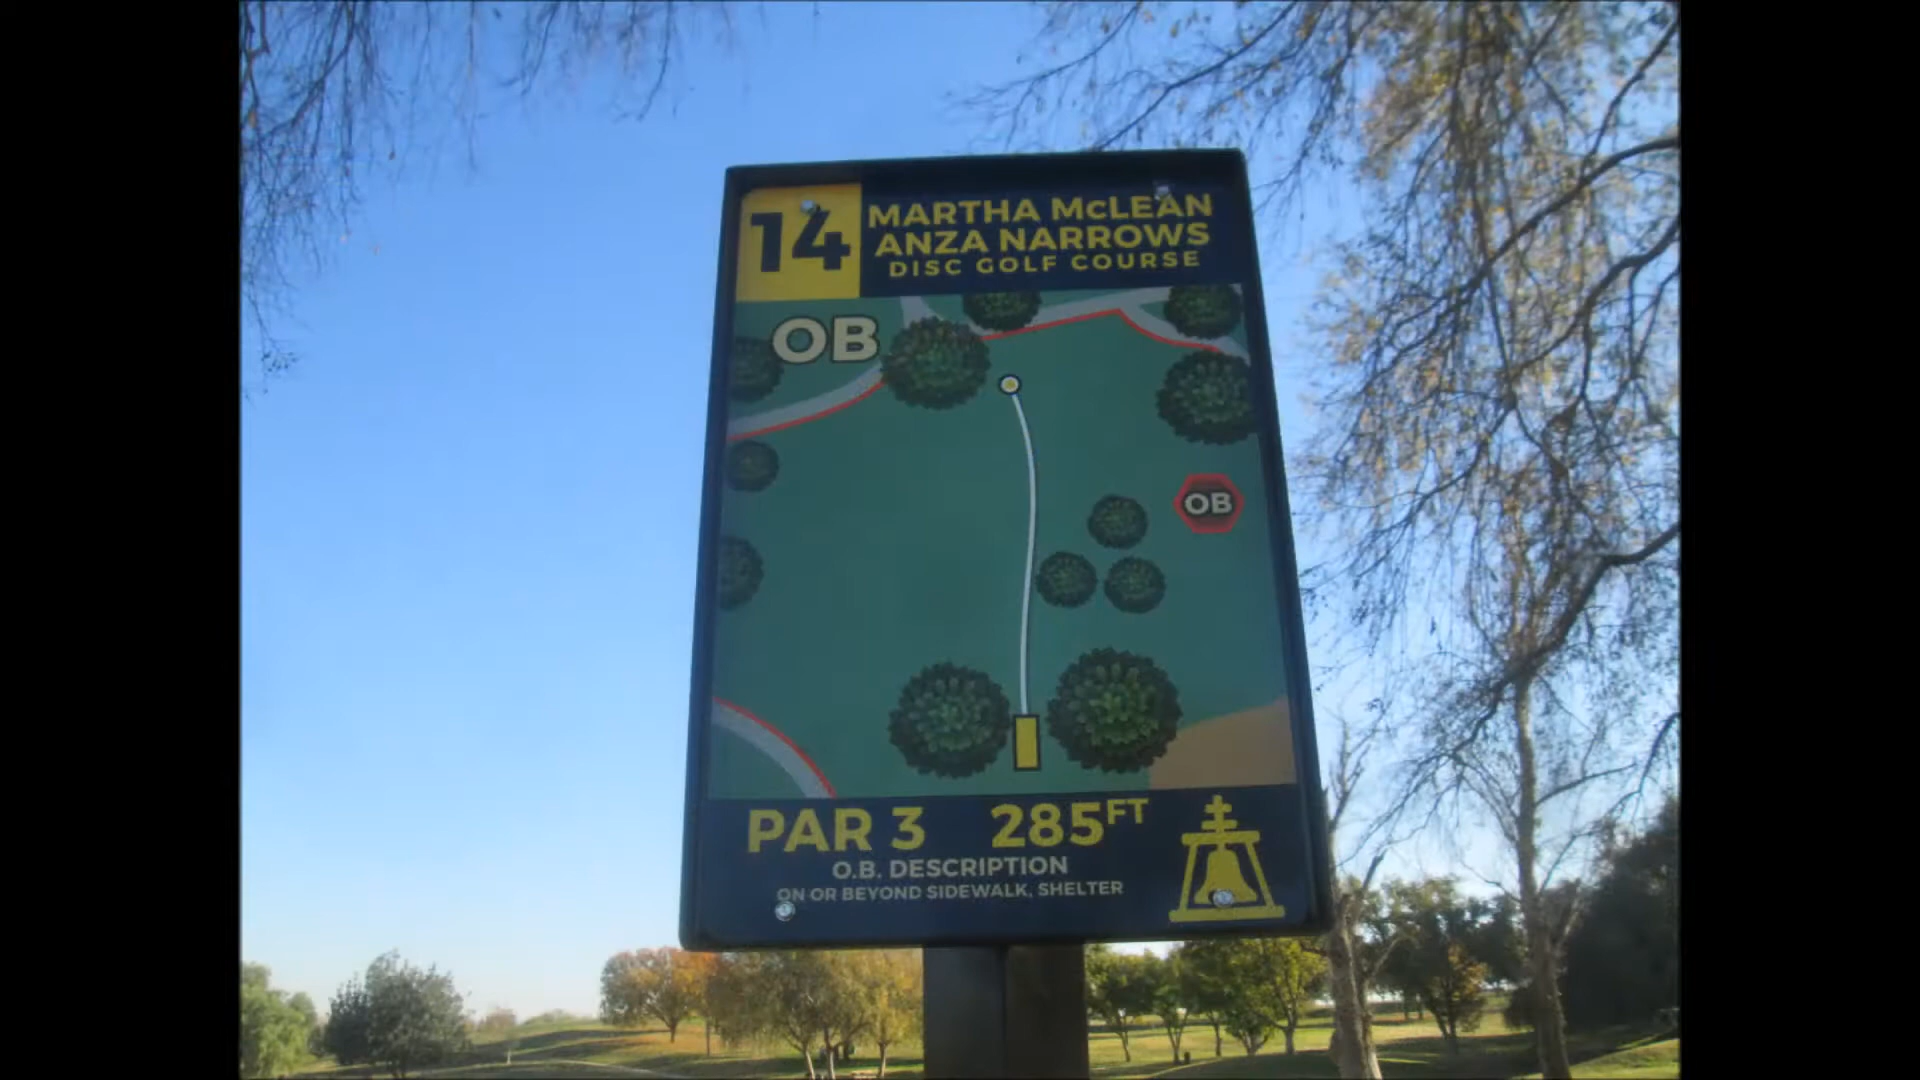 14
MARTHA McLEAN
ANZA NARROWS
DISC GOLF COURSE
OB
OB
PAR 3 285FT
O.B. DESCRIPTION
ON OR BEYOND SIDEWALK, SHELTER